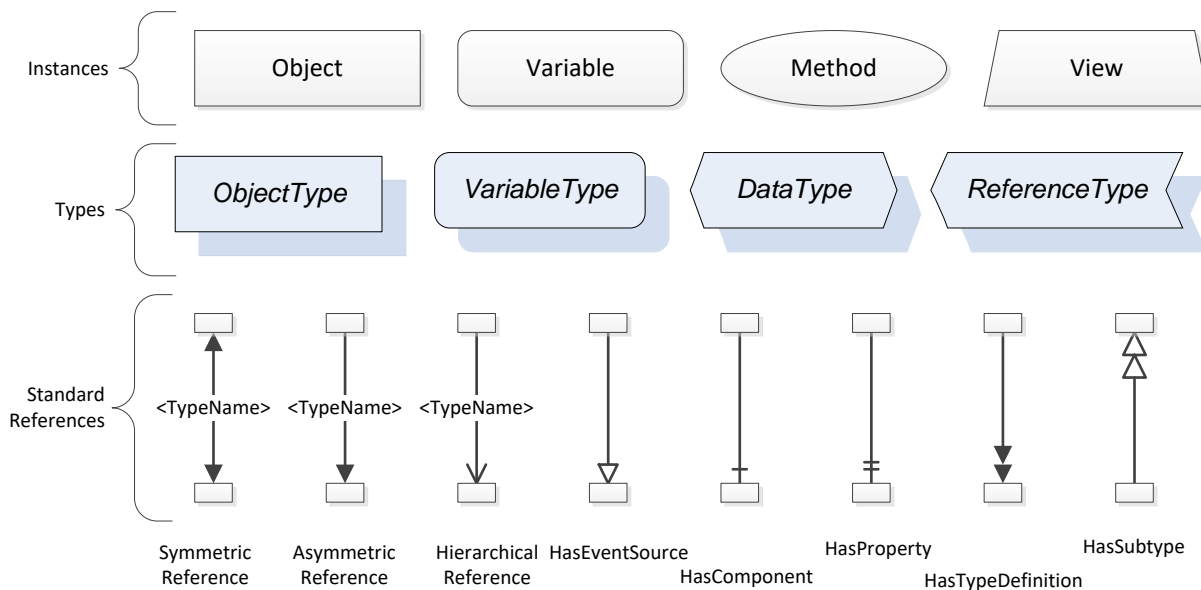 Instances
Object
Variable
Method
View
Types
ObjectType
VariableType
DataType
ReferenceType
Standard
References
<TypeName>
<TypeName>
<TypeName>
Symmetric
Reference
Asymmetric
Reference
Hierarchical
Reference
HasEventSource
HasComponent
HasProperty
HasTypeDefinition
HasSubtype